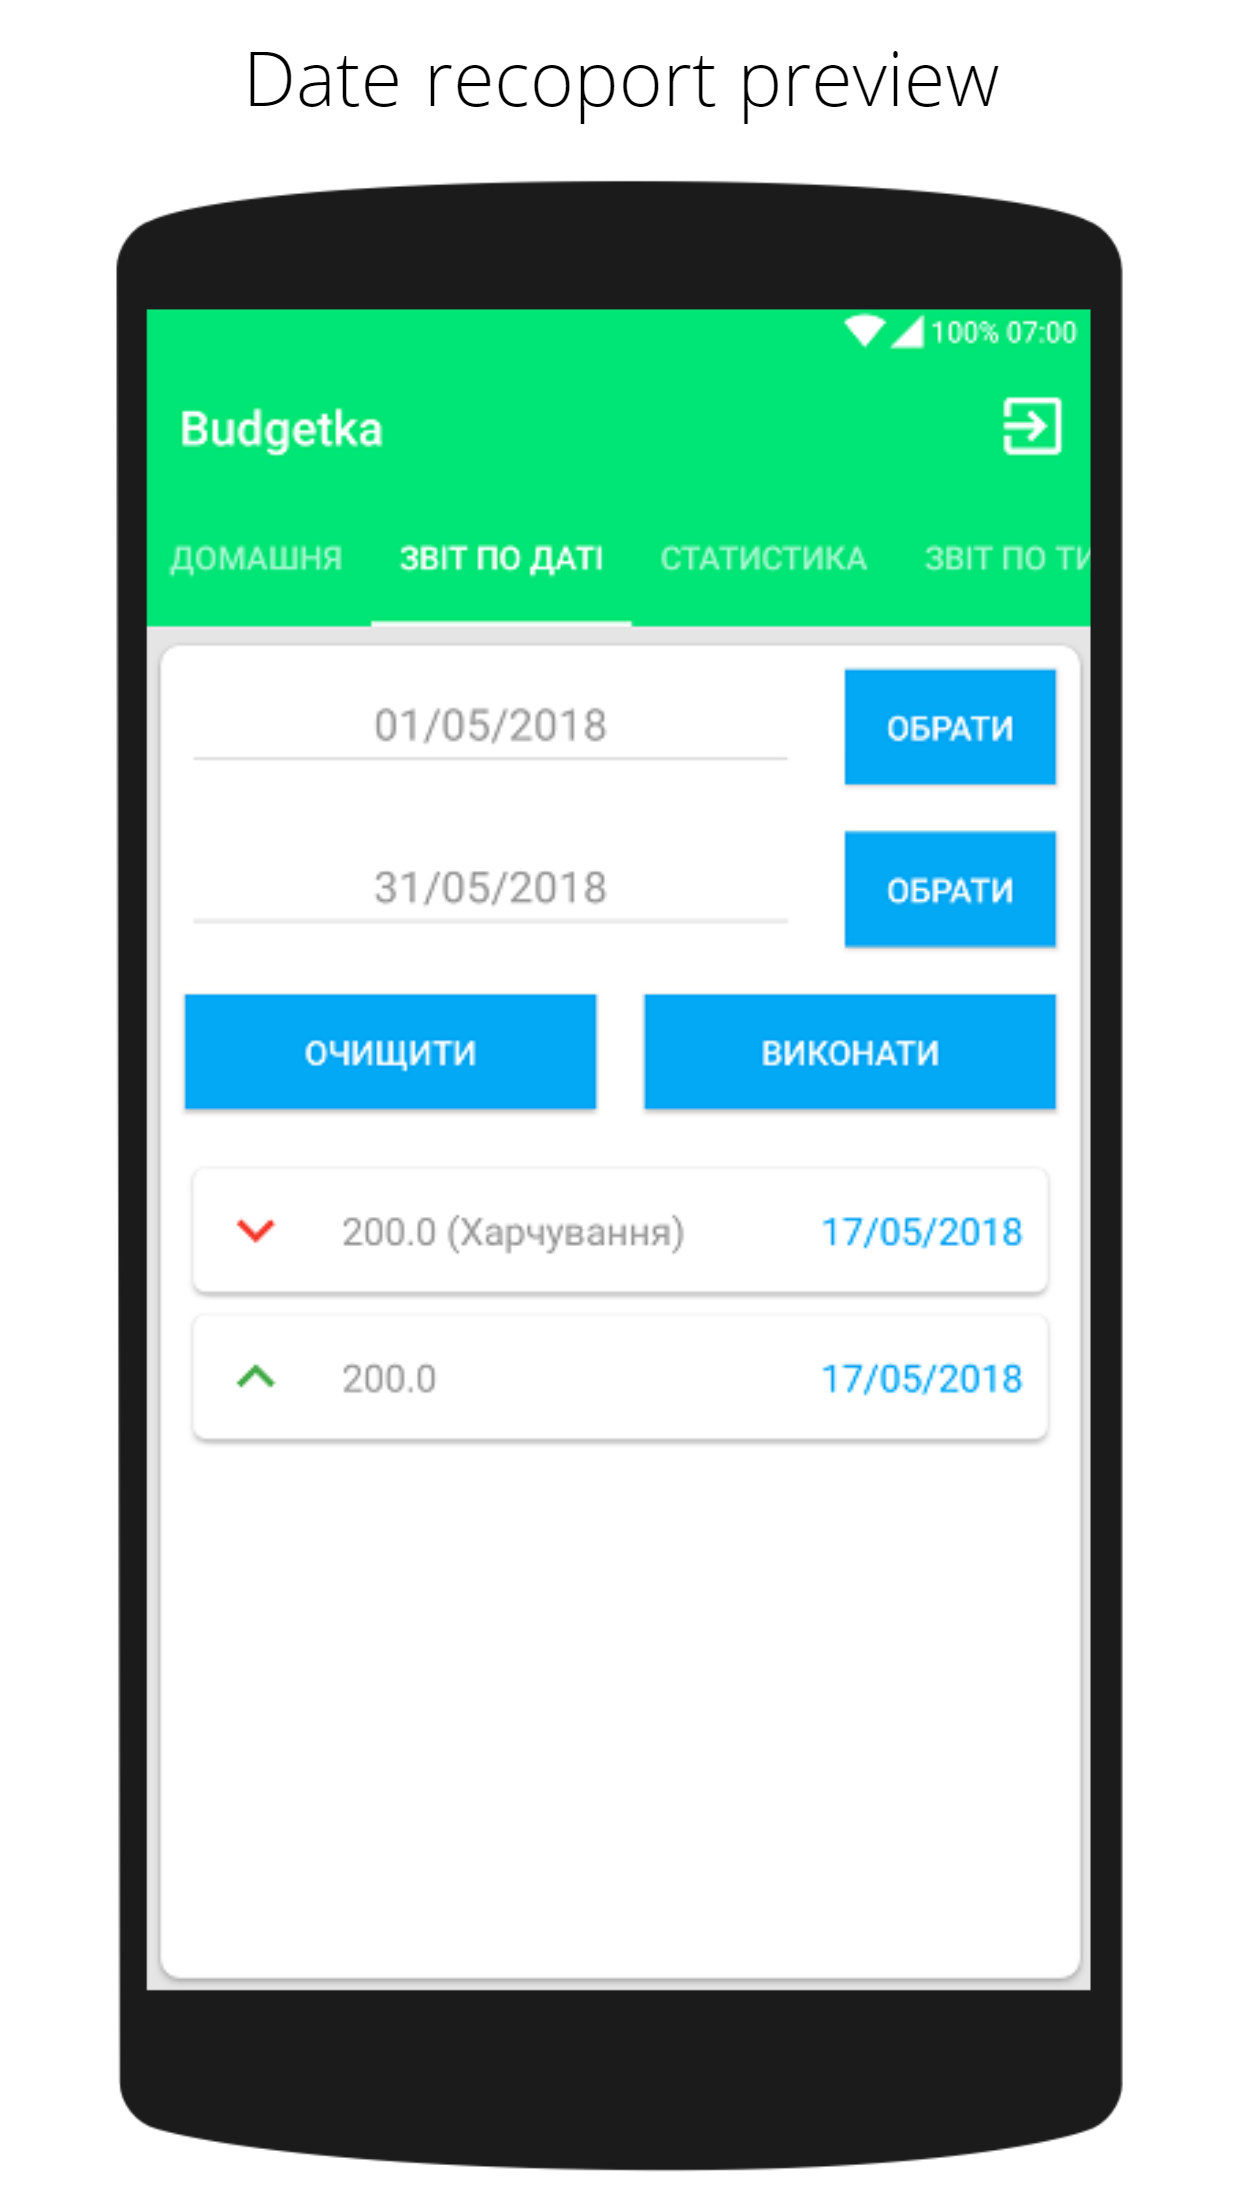 Date recoport preview
100% 07:00
Budgetka
ДОМАШНЯ ЗВІТ ПО ДАТІ СТАТИСТИКА ЗВІТ ПО
01/05/2018 ОБРАТИ
31/05/2018 ОБРАТИ
ОЧИЩИТИ ВИКОНАТИ
200.0 (Харчування) 17/05/2018
200.0 17/05/2018